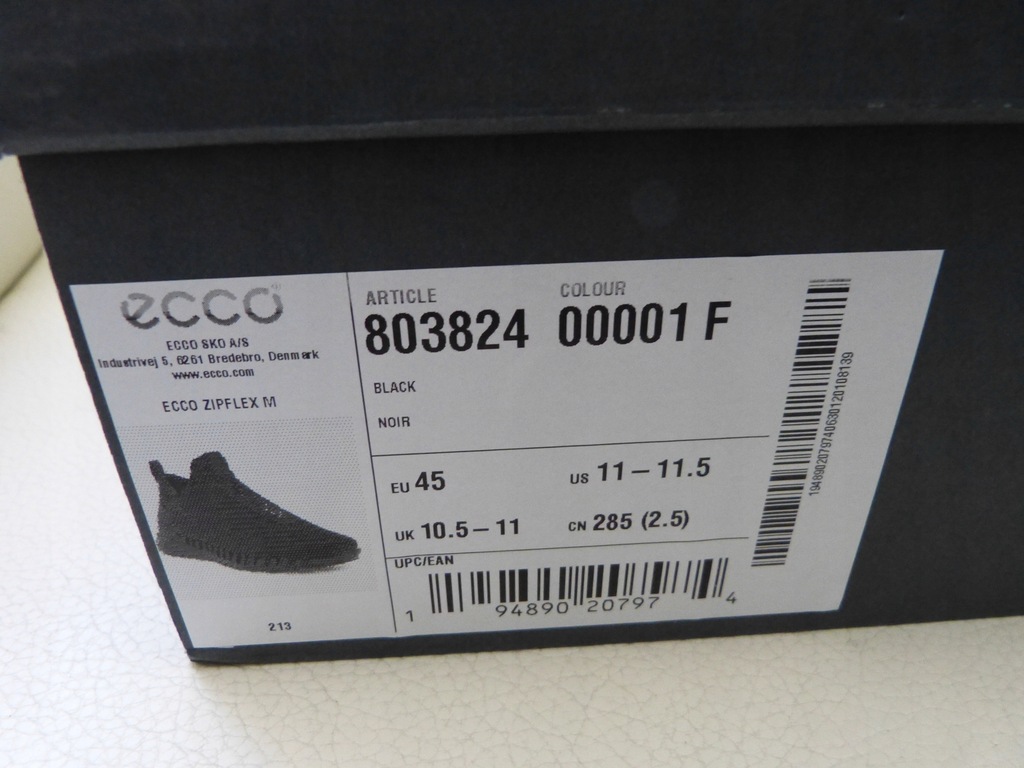 ecco
ECCO SKO A/S
Industrivej 5, 6261 Bredebro, Denmark
www.ecco.com
ECCO ZIPFLEX M
213
ARTICLE COLOUR
803824 00001 F
BLACK
NOIR
EU 45 US 11 – 11.5
UK 10.5 – 11 CN 285 (2.5)
UPC/EAN
1 94890 20797 4
19489020797406301201081​39